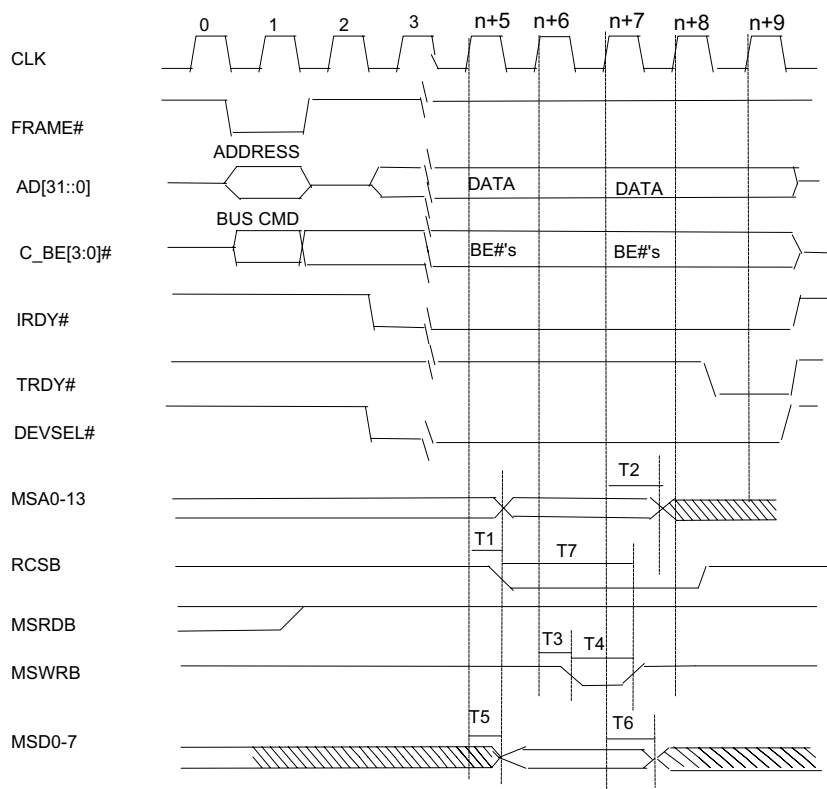 0 1 2 3 n+5 n+6 n+7 n+8 n+9
CLK
FRAME#
ADDRESS
AD[31::0] DATA DATA
BUS CMD
C_BE[3:0]# BE#'s BE#'s
IRDY#
TRDY#
DEVSEL#
T2
MSA0-13
T1 T7
RCSB
MSRDB
T3 T4
MSWRB
T5 T6
MSD0-7